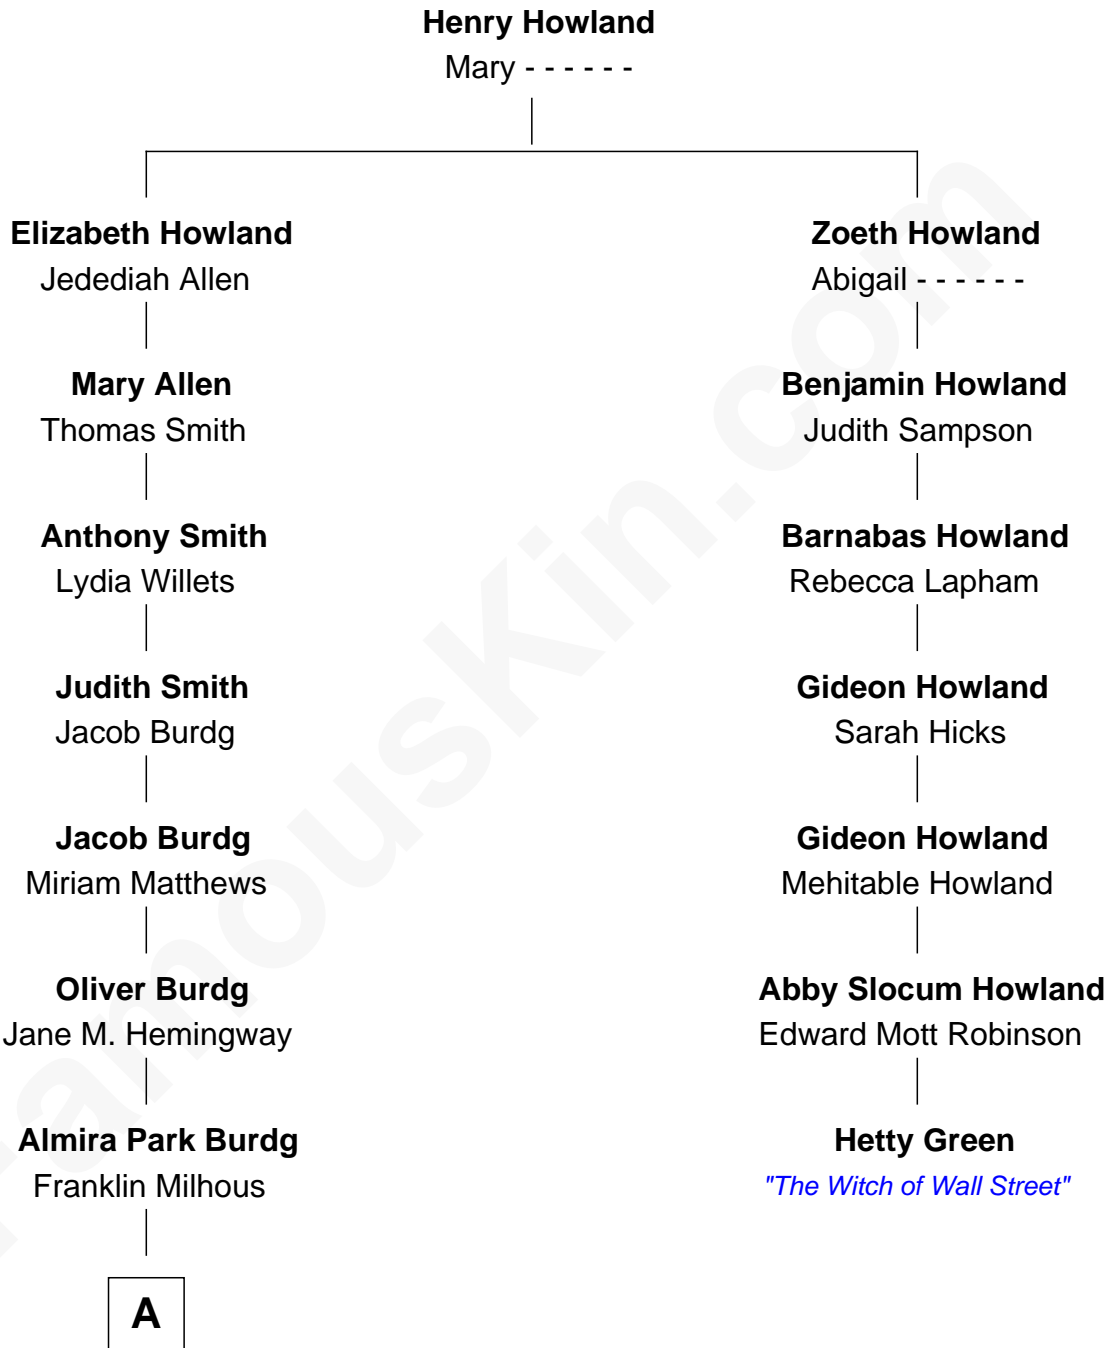 Henry Howland
Mary - - - - - -
Elizabeth Howland
Jedediah Allen
Zoeth Howland
Abigail - - - - - -
Mary Allen
Thomas Smith
Benjamin Howland
Judith Sampson
Anthony Smith
Lydia Willets
Barnabas Howland
Rebecca Lapham
Judith Smith
Jacob Burdg
Gideon Howland
Sarah Hicks
Jacob Burdg
Miriam Matthews
Gideon Howland
Mehitable Howland
Oliver Burdg
Jane M. Hemingway
Abby Slocum Howland
Edward Mott Robinson
Almira Park Burdg
Franklin Milhous
Hetty Green
"The Witch of Wall Street"
A
FamousKin.com